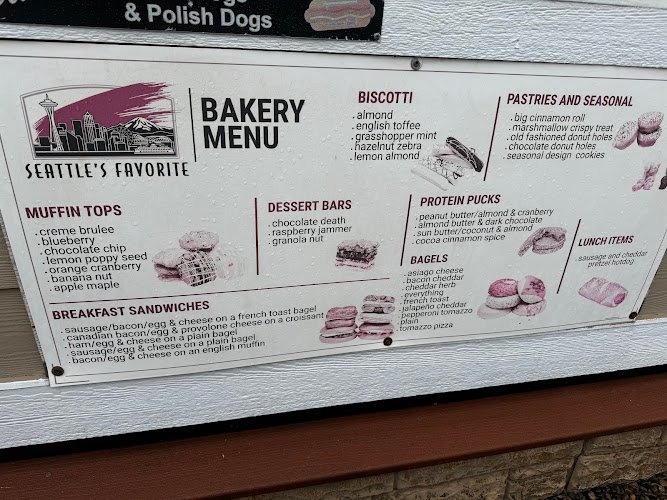 & Polish Dogs
SEATTLE'S FAVORITE
BAKERY
MENU
BISCOTTI
. almond
. english toffee
. grasshopper mint
. hazelnut zebra
. lemon almond
PASTRIES AND SEASONAL
. big cinnamon roll
. marshmallow crispy treat
. old fashioned donut holes
. chocolate donut holes
. seasonal design cookies
MUFFIN TOPS
. creme brulee
. blueberry
. chocolate chip
. lemon poppy seed
. orange cranberry
. banana nut
. apple maple
DESSERT BARS
. chocolate death
. raspberry jammer
. granola nut
PROTEIN PUCKS
. peanut butter/almond & cranberry
. almond butter & dark chocolate
. sun butter/coconut & almond
. cocoa cinnamon spice
BAGELS
. asiago cheese
. bacon cheddar
. cheddar herb
. everything
. french toast
. jalapeño cheddar
. pepperoni tomazzo
. plain
. tomazzo pizza
LUNCH ITEMS
. sausage and cheddar
pretzel hotdog
BREAKFAST SANDWICHES
. sausage/bacon/egg & cheese on a french toast bagel
. canadian bacon/egg & provolone cheese on a croissant
. ham/egg & cheese on a plain bagel
. sausage/egg & cheese on a plain bagel
. bacon/egg & cheese on an english muffin